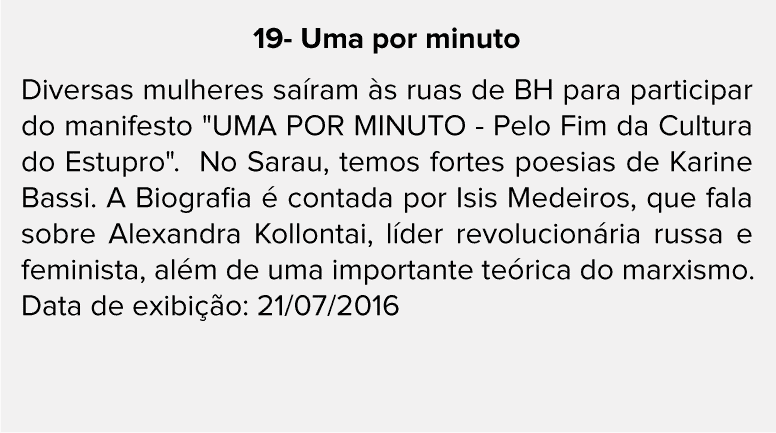 19- Uma por minuto
Diversas mulheres saíram às ruas de BH para participar
do manifesto "UMA POR MINUTO - Pelo Fim da Cultura
do Estupro".  No Sarau, temos fortes poesias de Karine
Bassi. A Biografia é contada por Isis Medeiros, que fala
sobre Alexandra Kollontai, líder revolucionária russa e
feminista, além de uma importante teórica do marxismo.
Data de exibição: 21/07/2016